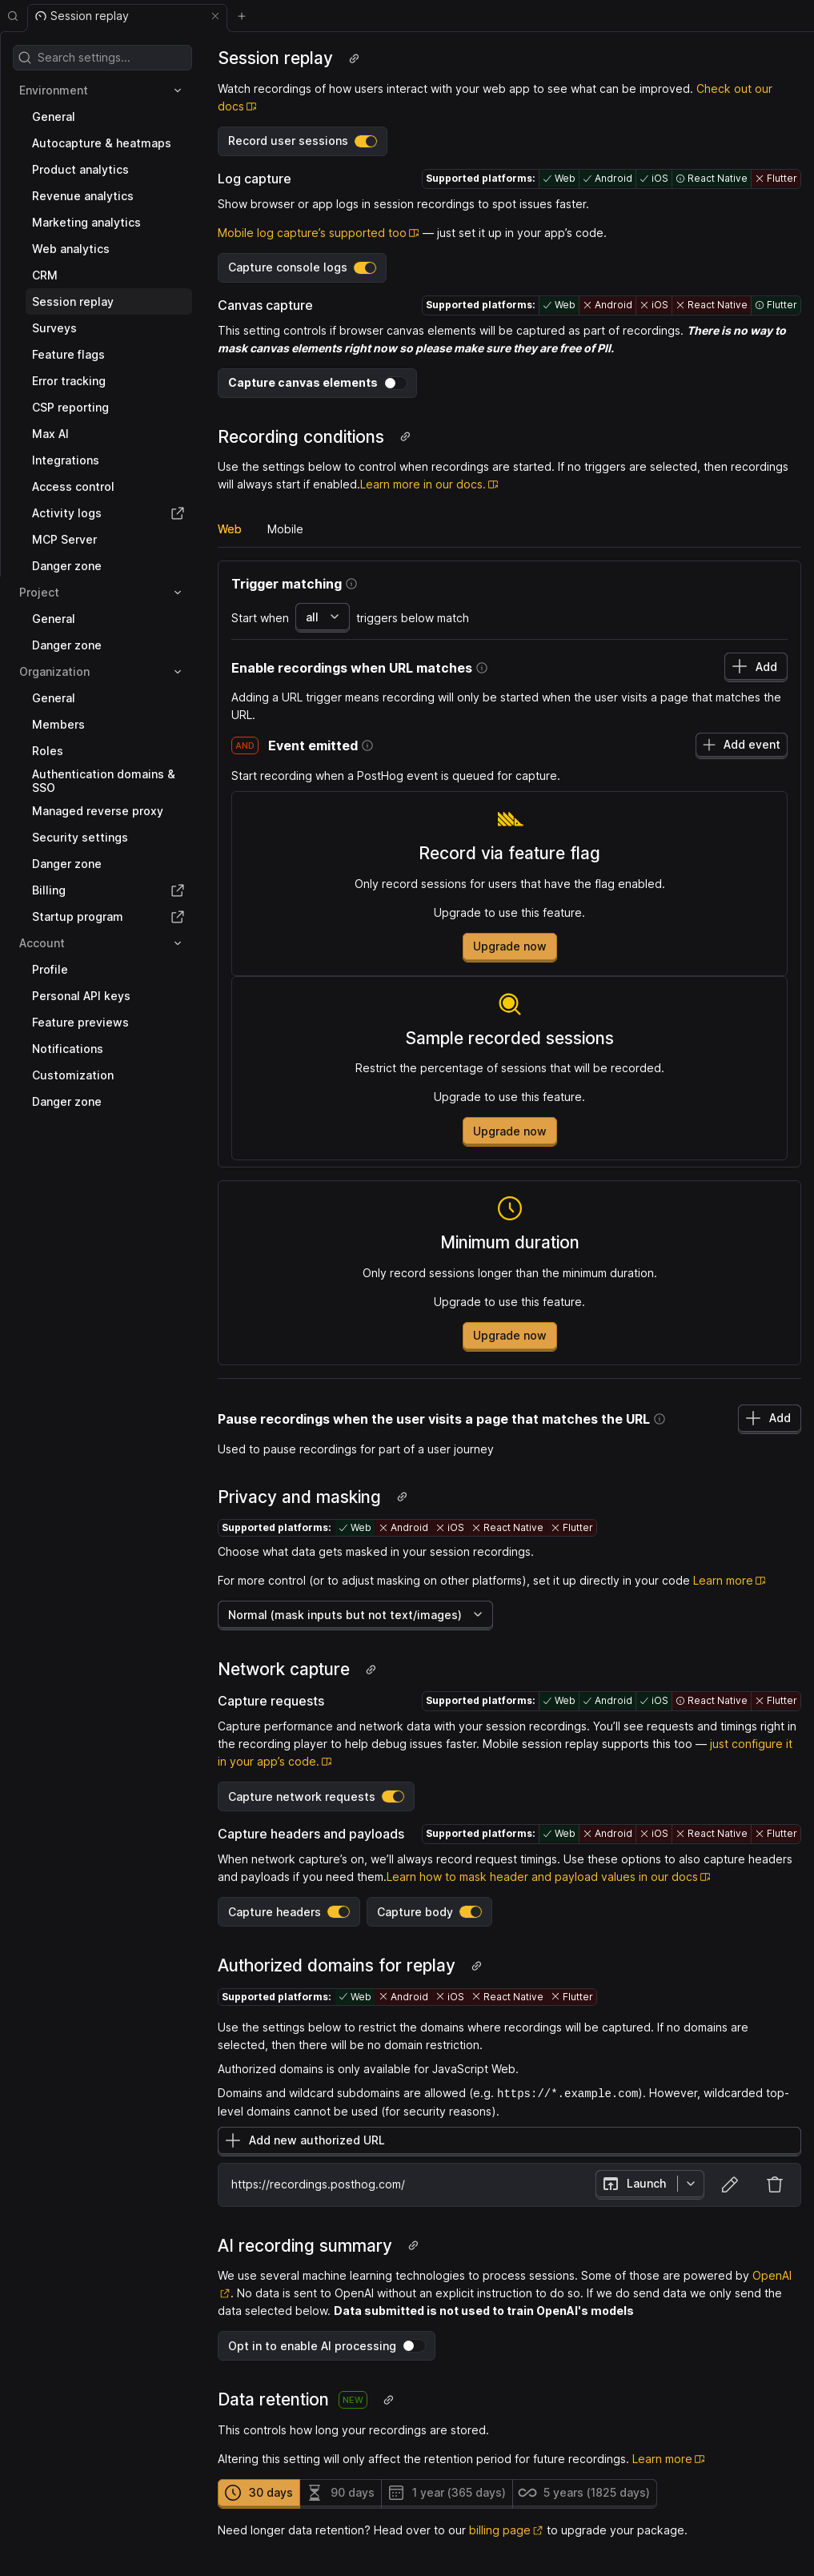 Session replay
Search settings...
Environment
General
Autocapture & heatmaps
Product analytics
Revenue analytics
Marketing analytics
Web analytics
CRM
Session replay
Surveys
Feature flags
Error tracking
CSP reporting
Max AI
Integrations
Access control
Activity logs
MCP Server
Danger zone
Project
General
Danger zone
Organization
General
Members
Roles
Authentication domains &
SSO
Managed reverse proxy
Security settings
Danger zone
Billing
Startup program
Account
Profile
Personal API keys
Feature previews
Notifications
Customization
Danger zone
Session replay
Watch recordings of how users interact with your web app to see what can be improved. Check out our
docs
Record user sessions
Log capture
Supported platforms: Web Android iOS React Native Flutter
Show browser or app logs in session recordings to spot issues faster.
Mobile log capture’s supported too — just set it up in your app’s code.
Capture console logs
Canvas capture
Supported platforms: Web Android iOS React Native Flutter
This setting controls if browser canvas elements will be captured as part of recordings. There is no way to
mask canvas elements right now so please make sure they are free of PII.
Capture canvas elements
Recording conditions
Use the settings below to control when recordings are started. If no triggers are selected, then recordings
will always start if enabled.Learn more in our docs.
Web Mobile
Trigger matching
Start when all triggers below match
Enable recordings when URL matches
Add
Adding a URL trigger means recording will only be started when the user visits a page that matches the
URL.
AND Event emitted
Add event
Start recording when a PostHog event is queued for capture.
Record via feature flag
Only record sessions for users that have the flag enabled.
Upgrade to use this feature.
Upgrade now
Sample recorded sessions
Restrict the percentage of sessions that will be recorded.
Upgrade to use this feature.
Upgrade now
Minimum duration
Only record sessions longer than the minimum duration.
Upgrade to use this feature.
Upgrade now
Pause recordings when the user visits a page that matches the URL
Add
Used to pause recordings for part of a user journey
Privacy and masking
Supported platforms: Web Android iOS React Native Flutter
Choose what data gets masked in your session recordings.
For more control (or to adjust masking on other platforms), set it up directly in your code Learn more
Normal (mask inputs but not text/images)
Network capture
Capture requests
Supported platforms: Web Android iOS React Native Flutter
Capture performance and network data with your session recordings. You’ll see requests and timings right in
the recording player to help debug issues faster. Mobile session replay supports this too — just configure it
in your app’s code.
Capture network requests
Capture headers and payloads
Supported platforms: Web Android iOS React Native Flutter
When network capture’s on, we’ll always record request timings. Use these options to also capture headers
and payloads if you need them.Learn how to mask header and payload values in our docs
Capture headers
Capture body
Authorized domains for replay
Supported platforms: Web Android iOS React Native Flutter
Use the settings below to restrict the domains where recordings will be captured. If no domains are
selected, then there will be no domain restriction.
Authorized domains is only available for JavaScript Web.
Domains and wildcard subdomains are allowed (e.g. https://*.example.com). However, wildcarded top-
level domains cannot be used (for security reasons).
Add new authorized URL
https://recordings.posthog.com/
Launch
AI recording summary
We use several machine learning technologies to process sessions. Some of those are powered by OpenAI
. No data is sent to OpenAI without an explicit instruction to do so. If we do send data we only send the
data selected below. Data submitted is not used to train OpenAI's models
Opt in to enable AI processing
Data retention NEW
This controls how long your recordings are stored.
Altering this setting will only affect the retention period for future recordings. Learn more
30 days 90 days 1 year (365 days) 5 years (1825 days)
Need longer data retention? Head over to our billing page to upgrade your package.